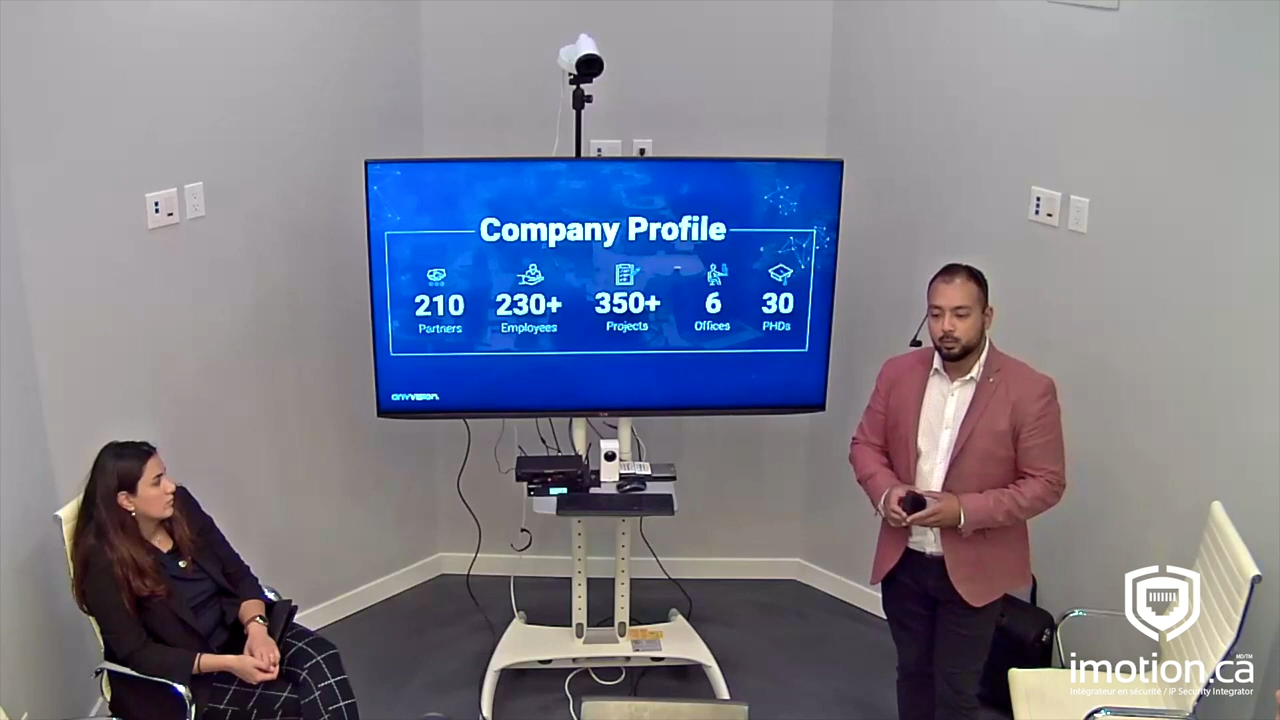 Company Profile
210 230+ 350+ 6 30
Partners Employees Projects Offices PHDs
anyvision.
imotion.ca MD/TM
Intégrateur en sécurité / IP Security Integrator